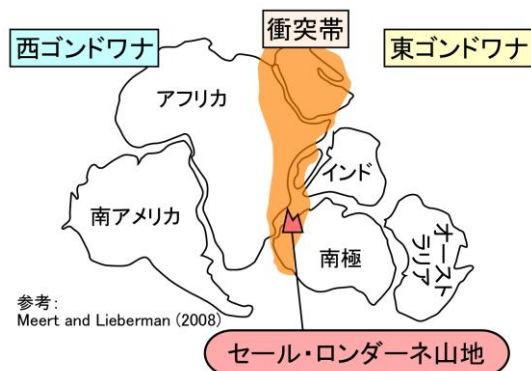 西ゴンドワナ
衝突帯
東ゴンドワナ
アフリカ
インド
南アメリカ
南極
オースト
ラリア
参考:
Meert and Lieberman (2008)
セール・ロンダーネ山地